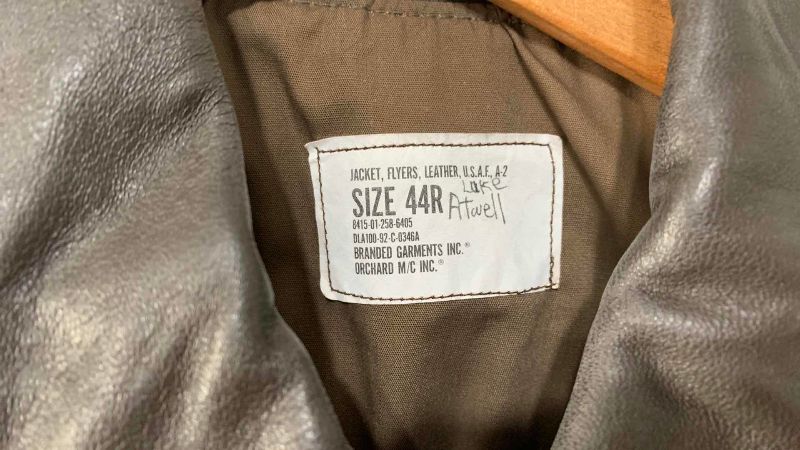 JACKET, FLYERS, LEATHER, U.S.A.F., A-2
SIZE 44R
Luke
Atwell
8415-01-258-6405
DLA100-92-C-0346A
BRANDED GARMENTS INC.®
ORCHARD M/C INC.®